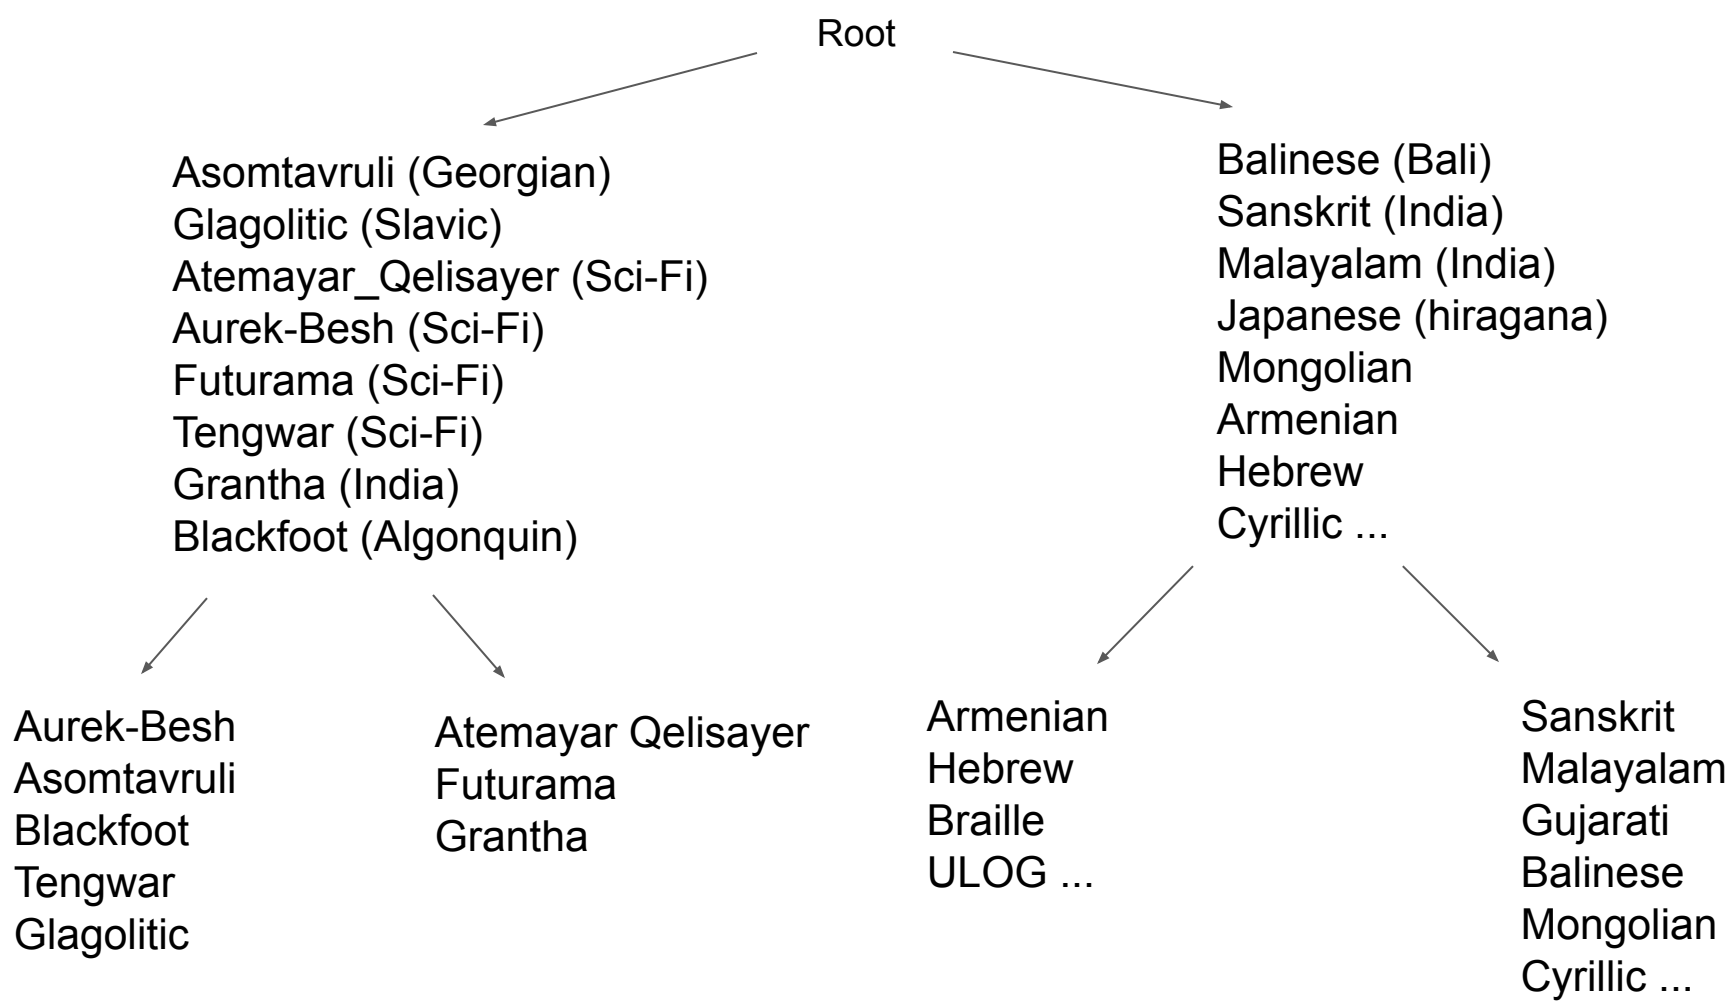 Root
Asomtavruli (Georgian)
Glagolitic (Slavic)
Atemayar_Qelisayer (Sci-Fi)
Aurek-Besh (Sci-Fi)
Futurama (Sci-Fi)
Tengwar (Sci-Fi)
Grantha (India)
Blackfoot (Algonquin)
Balinese (Bali)
Sanskrit (India)
Malayalam (India)
Japanese (hiragana)
Mongolian
Armenian
Hebrew
Cyrillic ...
Aurek-Besh
Asomtavruli
Blackfoot
Tengwar
Glagolitic
Atemayar Qelisayer
Futurama
Grantha
Armenian
Hebrew
Braille
ULOG ...
Sanskrit
Malayalam
Gujarati
Balinese
Mongolian
Cyrillic ...